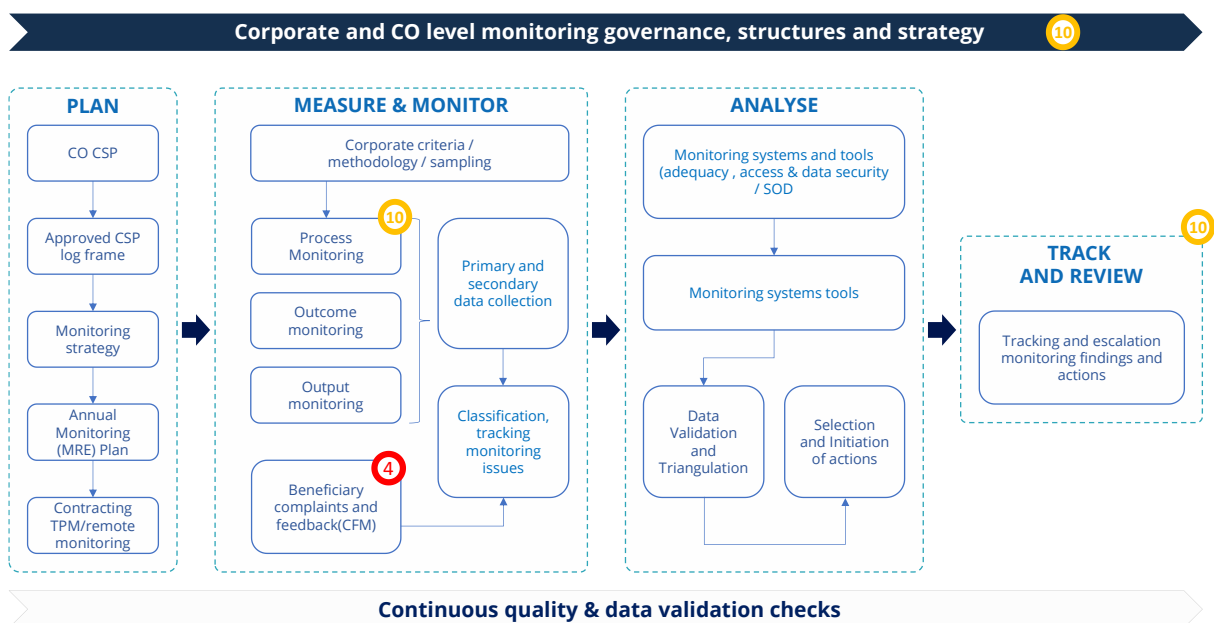 Corporate and CO level monitoring governance, structures and strategy
10
PLAN
CO CSP
Approved CSP
log frame
Monitoring
strategy
Annual
Monitoring
(MRE) Plan
Contracting
TPM/remote
monitoring
MEASURE & MONITOR
Corporate criteria /
methodology / sampling
10
Process
Monitoring
Outcome
monitoring
Output
monitoring
4
Beneficiary
complaints and
feedback(CFM)
Primary and
secondary
data collection
Classification,
tracking
monitoring
issues
ANALYSE
Monitoring systems and tools
(adequacy , access & data security
/ SOD
Monitoring systems tools
Data
Validation
and
Triangulation
Selection
and Initiation
of actions
10
TRACK
AND REVIEW
Tracking and escalation
monitoring findings and
actions
Continuous quality & data validation checks